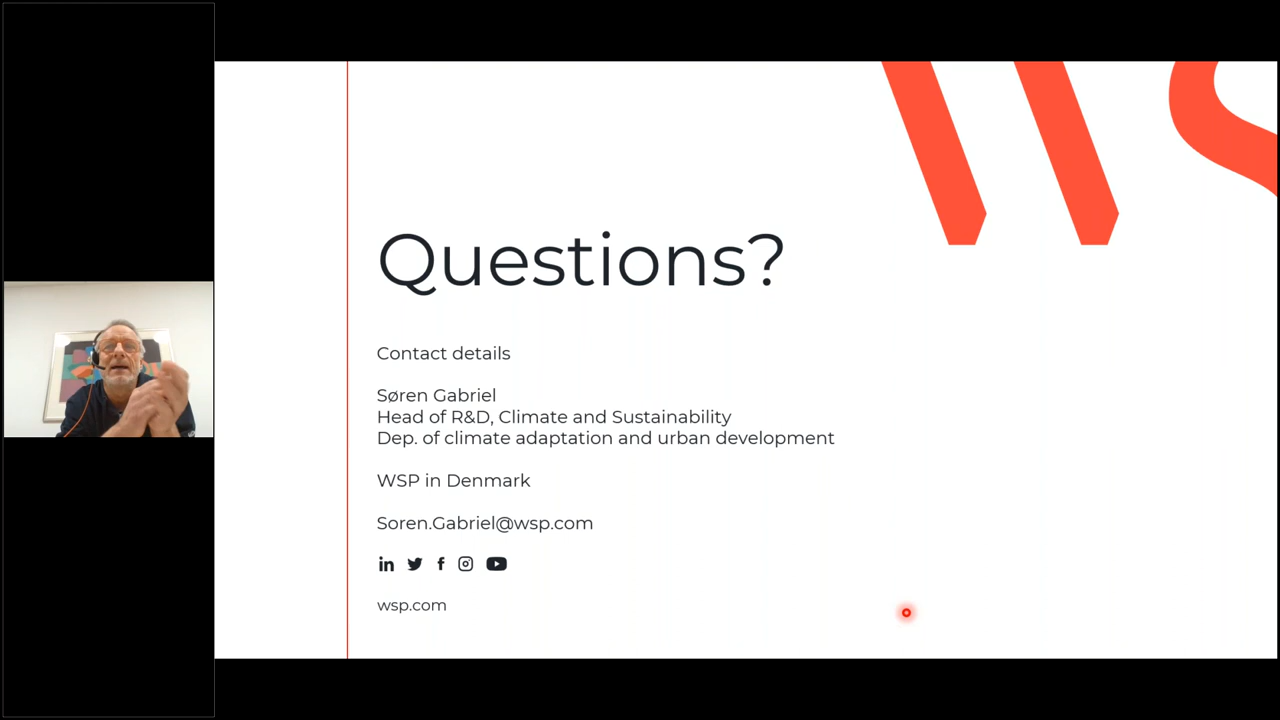 WS
Questions?
Contact details
Søren Gabriel
Head of R&D, Climate and Sustainability
Dep. of climate adaptation and urban development
WSP in Denmark
Soren.Gabriel@wsp.com
wsp.com